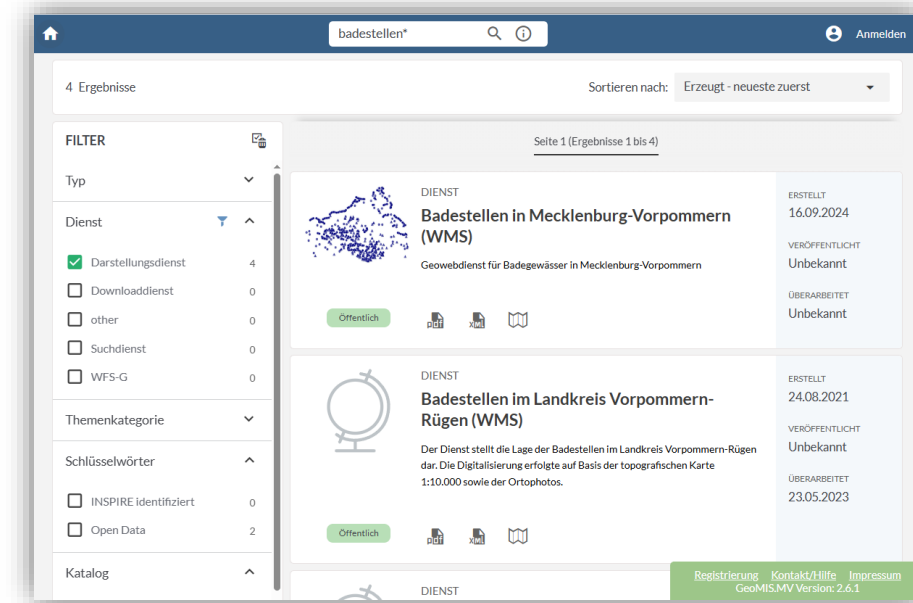 badestellen*
Anmelden
4 Ergebnisse
Sortieren nach: Erzeugt - neueste zuerst
FILTER
Typ
Dienst
Darstellungsdienst 4
Downloaddienst 0
other 0
Suchdienst 0
WFS-G 0
Themenkategorie
Schlüsselwörter
INSPIRE identifiziert 0
Open Data 2
Katalog
Seite 1 (Ergebnisse 1 bis 4)
DIENST
Badestellen in Mecklenburg-Vorpommern
(WMS)
Geowebdienst für Badegewässer in Mecklenburg-Vorpommern
Öffentlich
pdf
xml
ERSTELLT
16.09.2024
VERÖFFENTLICHT
Unbekannt
ÜBERARBEITET
Unbekannt
DIENST
Badestellen im Landkreis Vorpommern-
Rügen (WMS)
Der Dienst stellt die Lage der Badestellen im Landkreis Vorpommern-Rügen
dar. Die Digitalisierung erfolgte auf Basis der topografischen Karte
1:10.000 sowie der Ortophotos.
Öffentlich
pdf
xml
ERSTELLT
24.08.2021
VERÖFFENTLICHT
Unbekannt
ÜBERARBEITET
23.05.2023
DIENST
Registrierung Kontakt/Hilfe Impressum
GeoMIS.MV Version: 2.6.1